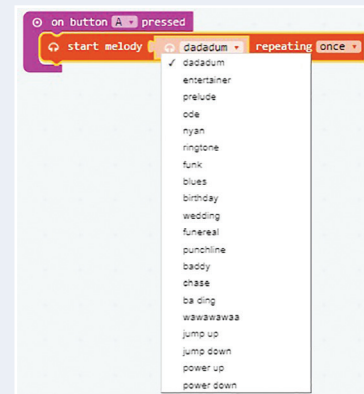 on button A pressed
start melody dadadum repeating once
✓ dadadum
entertainer
prelude
ode
nyan
ringtone
funk
blues
birthday
wedding
funereal
punchline
baddy
chase
ba ding
wawawawaa
jump up
jump down
power up
power down